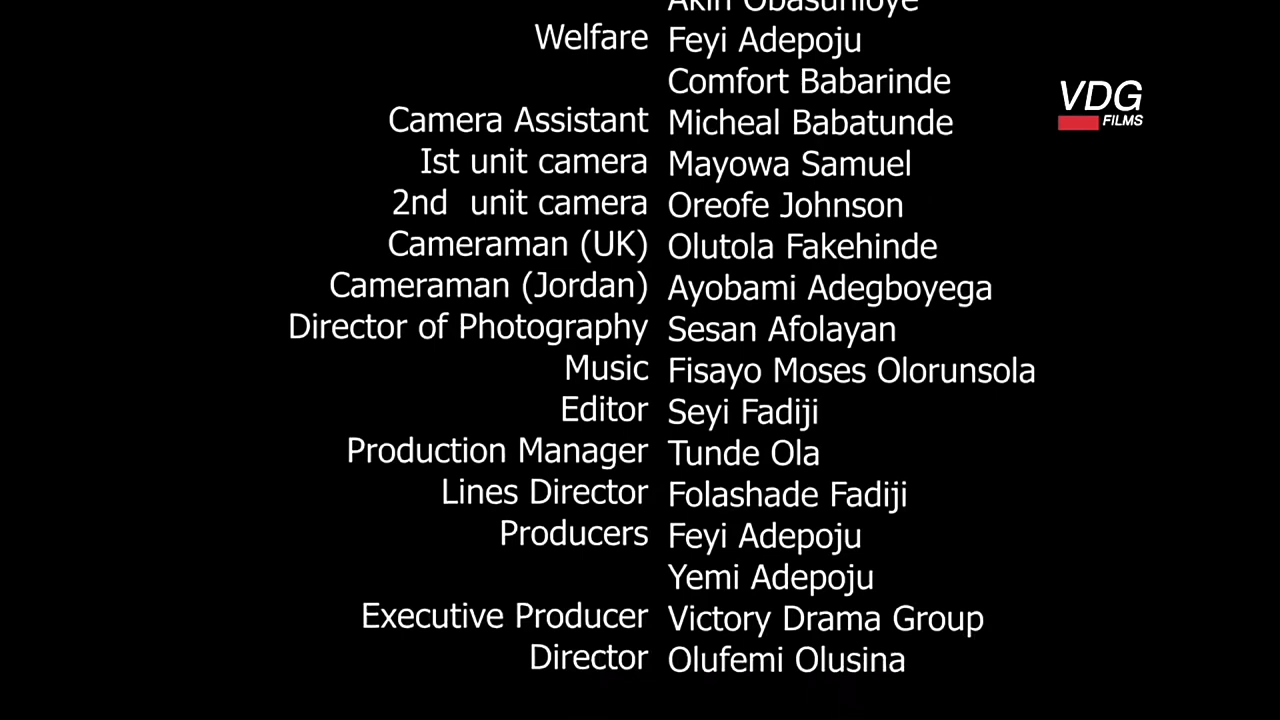 Akin Obasunloye
Welfare Feyi Adepoju
Comfort Babarinde
Camera Assistant Micheal Babatunde
Ist unit camera Mayowa Samuel
2nd  unit camera Oreofe Johnson
Cameraman (UK) Olutola Fakehinde
Cameraman (Jordan) Ayobami Adegboyega
Director of Photography Sesan Afolayan
Music Fisayo Moses Olorunsola
Editor Seyi Fadiji
Production Manager Tunde Ola
Lines Director Folashade Fadiji
Producers Feyi Adepoju
Yemi Adepoju
Executive Producer Victory Drama Group
Director Olufemi Olusina
VDG
FILMS